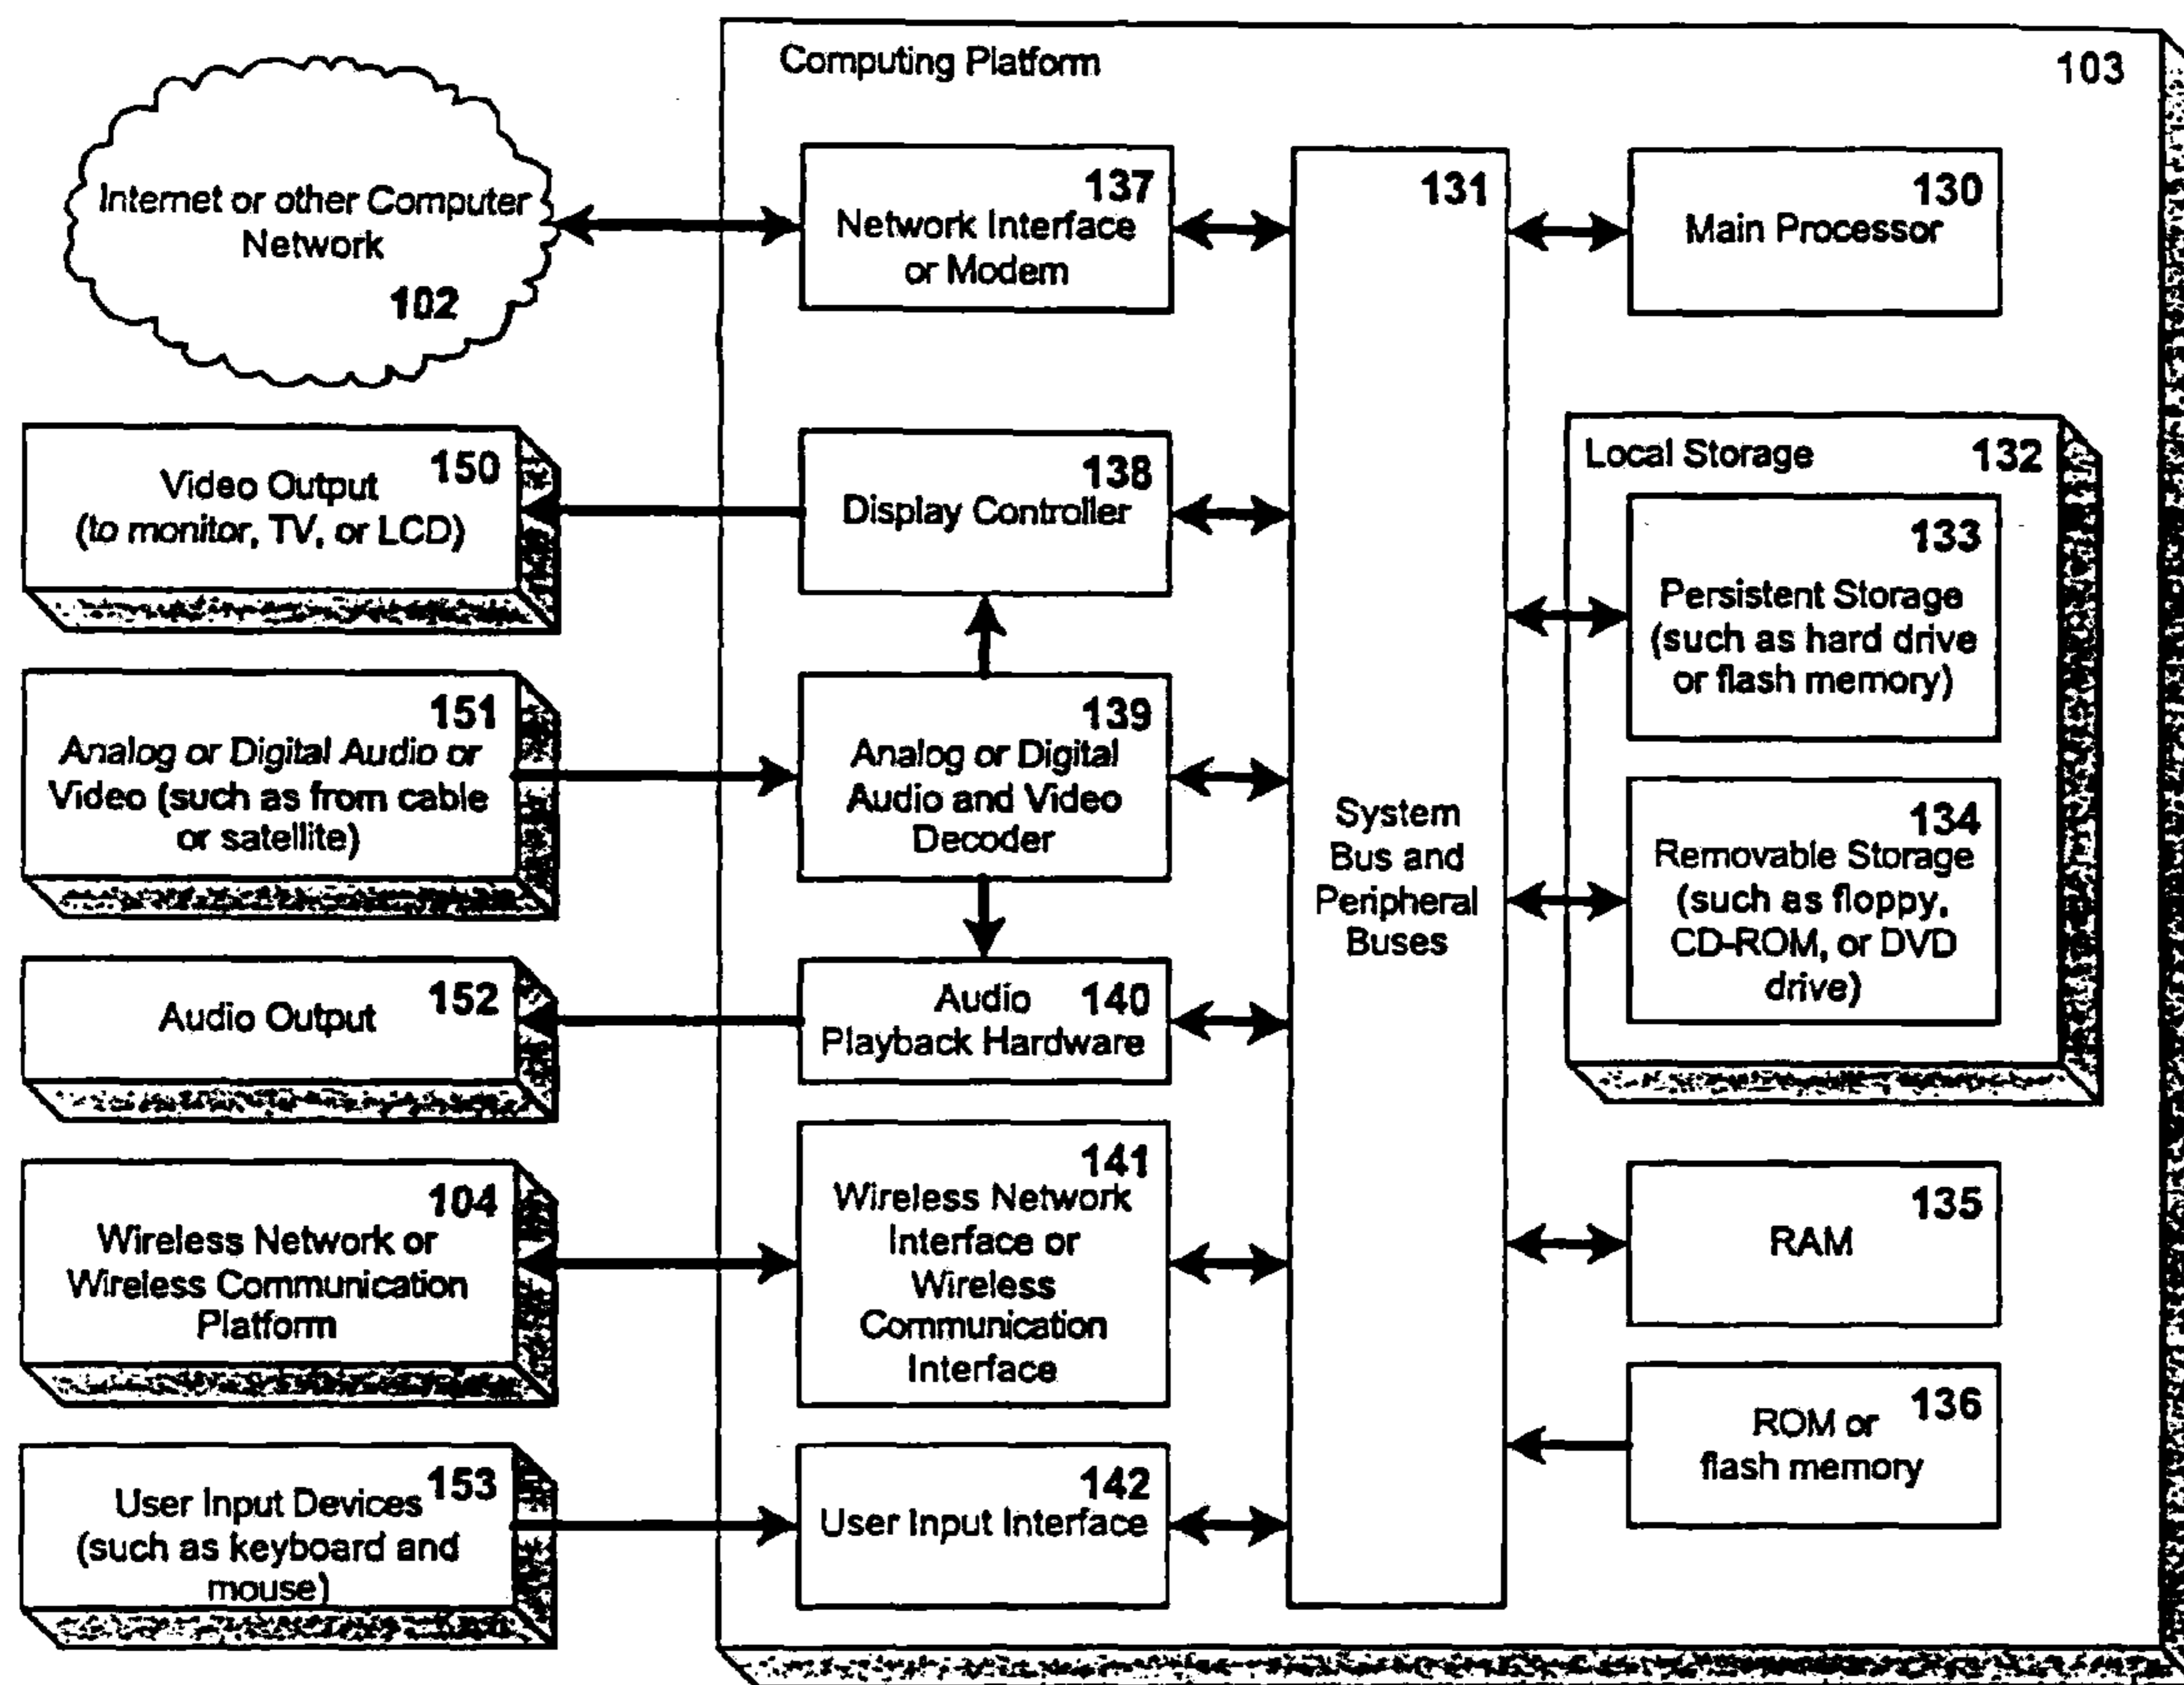 Computing Platform
103
Internet or other Computer
Network
102
137
Network Interface
or Modem
131
System
Bus and
Peripheral
Buses
130
Main Processor
150
Video Output
(to monitor, TV, or LCD)
138
Display Controller
Local Storage
132
133
Persistent Storage
(such as hard drive
or flash memory)
151
Analog or Digital Audio or
Video (such as from cable
or satellite)
139
Analog or Digital
Audio and Video
Decoder
134
Removable Storage
(such as floppy,
CD-ROM, or DVD
drive)
152
Audio Output
Audio 140
Playback Hardware
104
Wireless Network or
Wireless Communication
Platform
141
Wireless Network
Interface or
Wireless
Communication
Interface
135
RAM
136
ROM or
flash memory
153
User Input Devices
(such as keyboard and
mouse)
142
User Input Interface